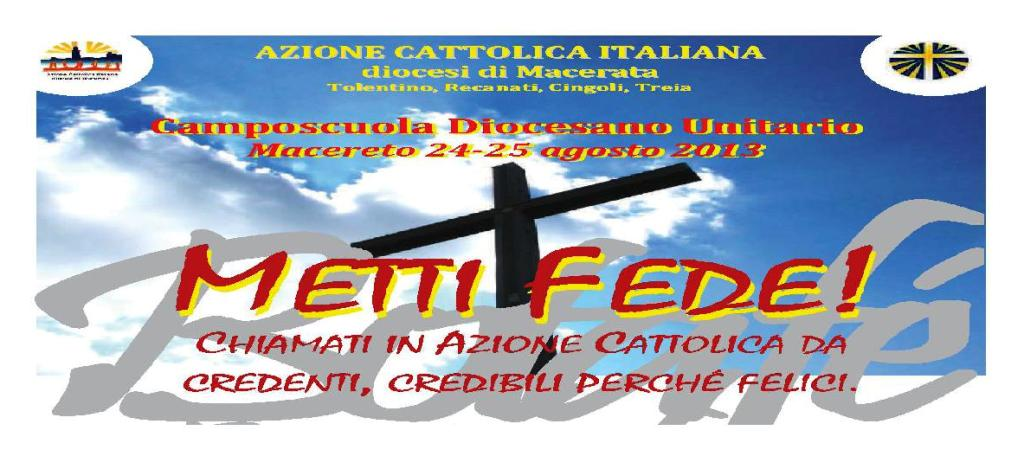 AZIONE CATTOLICA ITALIANA
diocesi di Macerata
Tolentino, Recanati, Cingoli, Treia
Camposcuola Diocesano Unitario
Macereto 24-25 agosto 2013
METTI FEDE!
CHIAMATI IN AZIONE CATTOLICA DA
CREDENTI, CREDIBILI PERCHÉ FELICI.